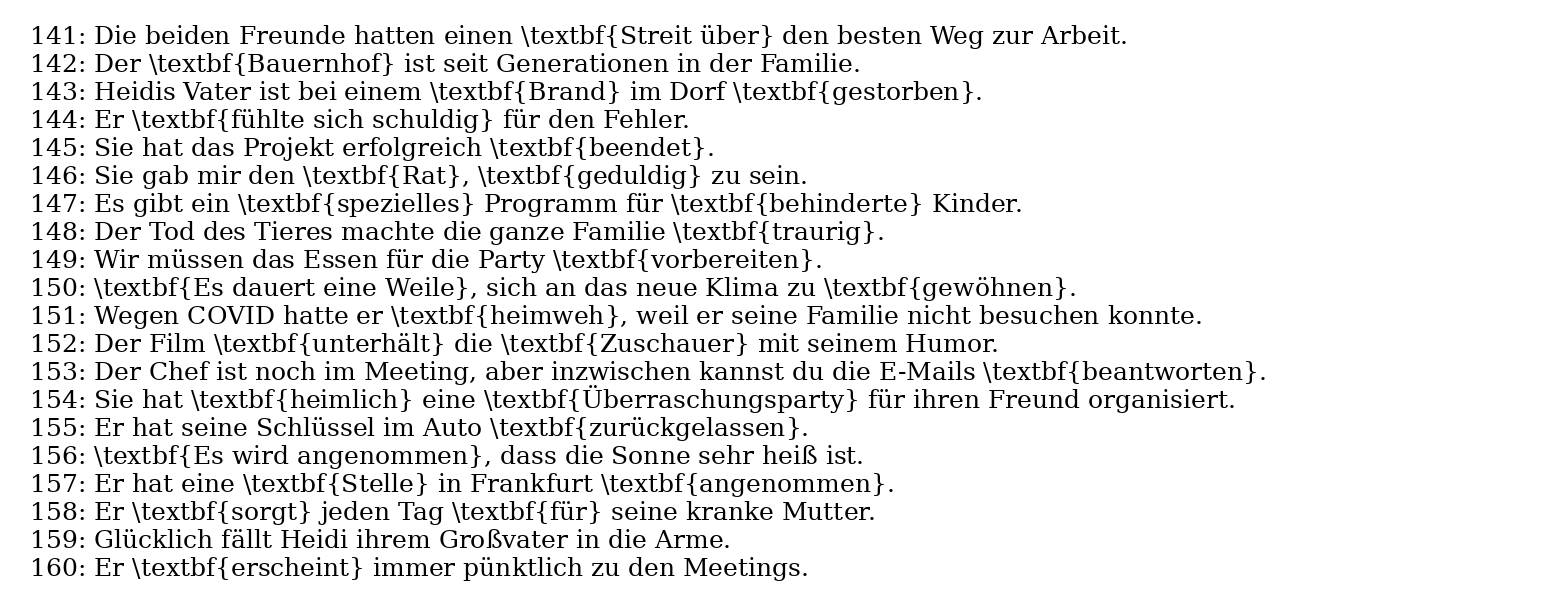 141: Die beiden Freunde hatten einen \textbf{Streit über} den besten Weg zur Arbeit.
142: Der \textbf{Bauernhof} ist seit Generationen in der Familie.
143: Heidis Vater ist bei einem \textbf{Brand} im Dorf \textbf{gestorben}.
144: Er \textbf{fühlte sich schuldig} für den Fehler.
145: Sie hat das Projekt erfolgreich \textbf{beendet}.
146: Sie gab mir den \textbf{Rat}, \textbf{geduldig} zu sein.
147: Es gibt ein \textbf{spezielles} Programm für \textbf{behinderte} Kinder.
148: Der Tod des Tieres machte die ganze Familie \textbf{traurig}.
149: Wir müssen das Essen für die Party \textbf{vorbereiten}.
150: \textbf{Es dauert eine Weile}, sich an das neue Klima zu \textbf{gewöhnen}.
151: Wegen COVID hatte er \textbf{heimweh}, weil er seine Familie nicht besuchen konnte.
152: Der Film \textbf{unterhält} die \textbf{Zuschauer} mit seinem Humor.
153: Der Chef ist noch im Meeting, aber inzwischen kannst du die E-Mails \textbf{beantworten}.
154: Sie hat \textbf{heimlich} eine \textbf{Überraschungsparty} für ihren Freund organisiert.
155: Er hat seine Schlüssel im Auto \textbf{zurückgelassen}.
156: \textbf{Es wird angenommen}, dass die Sonne sehr heiß ist.
157: Er hat eine \textbf{Stelle} in Frankfurt \textbf{angenommen}.
158: Er \textbf{sorgt} jeden Tag \textbf{für} seine kranke Mutter.
159: Glücklich fällt Heidi ihrem Großvater in die Arme.
160: Er \textbf{erscheint} immer pünktlich zu den Meetings.